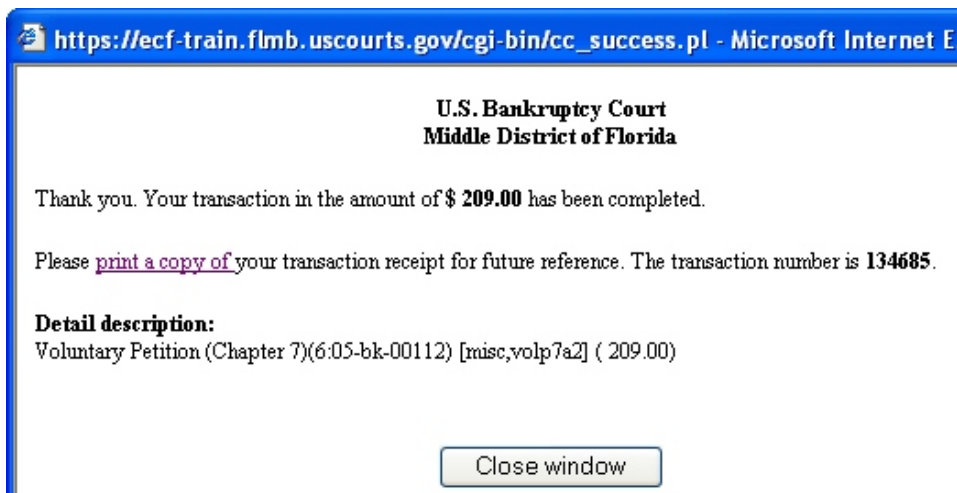 https://ecf-train.flmb.uscourts.gov/cgi-bin/cc_success.pl - Microsoft Internet E
U.S. Bankruptcy Court
Middle District of Florida
Thank you. Your transaction in the amount of $ 209.00 has been completed.
Please print a copy of your transaction receipt for future reference. The transaction number is 134685.
Detail description:
Voluntary Petition (Chapter 7)(6:05-bk-00112) [misc,volp7a2] ( 209.00)
Close window